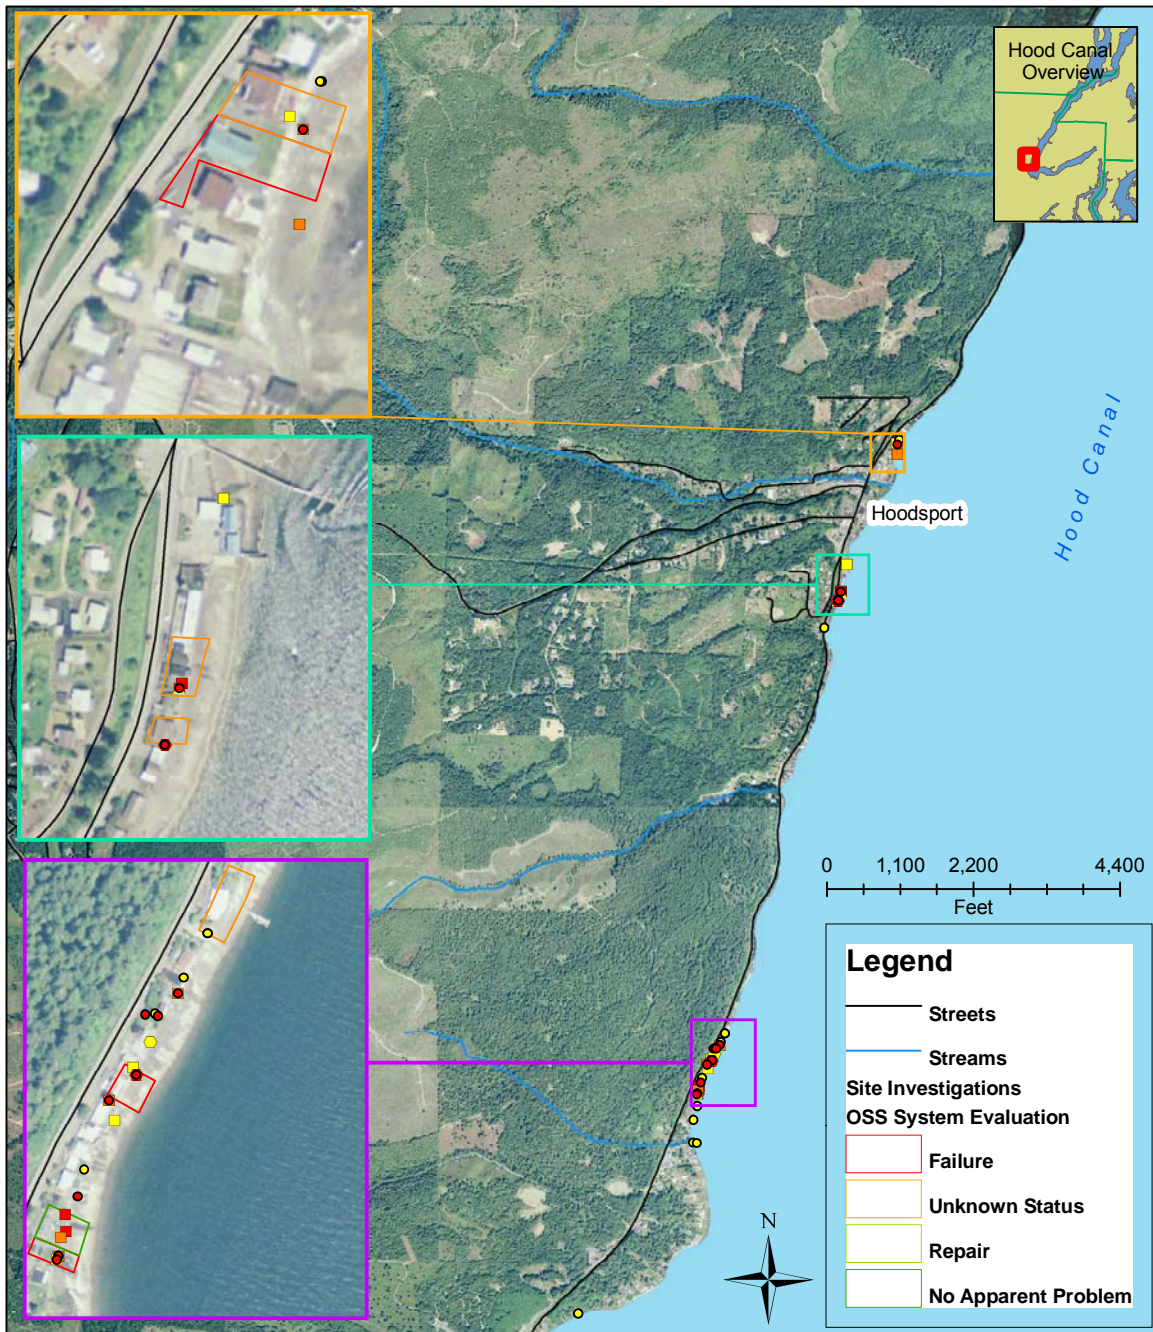 Hood Canal
Overview
Hood Canal
Hoodsport
0 1,100 2,200 4,400
Feet
Legend
Streets
Streams
Site Investigations
OSS System Evaluation
Failure
Unknown Status
Repair
No Apparent Problem
N